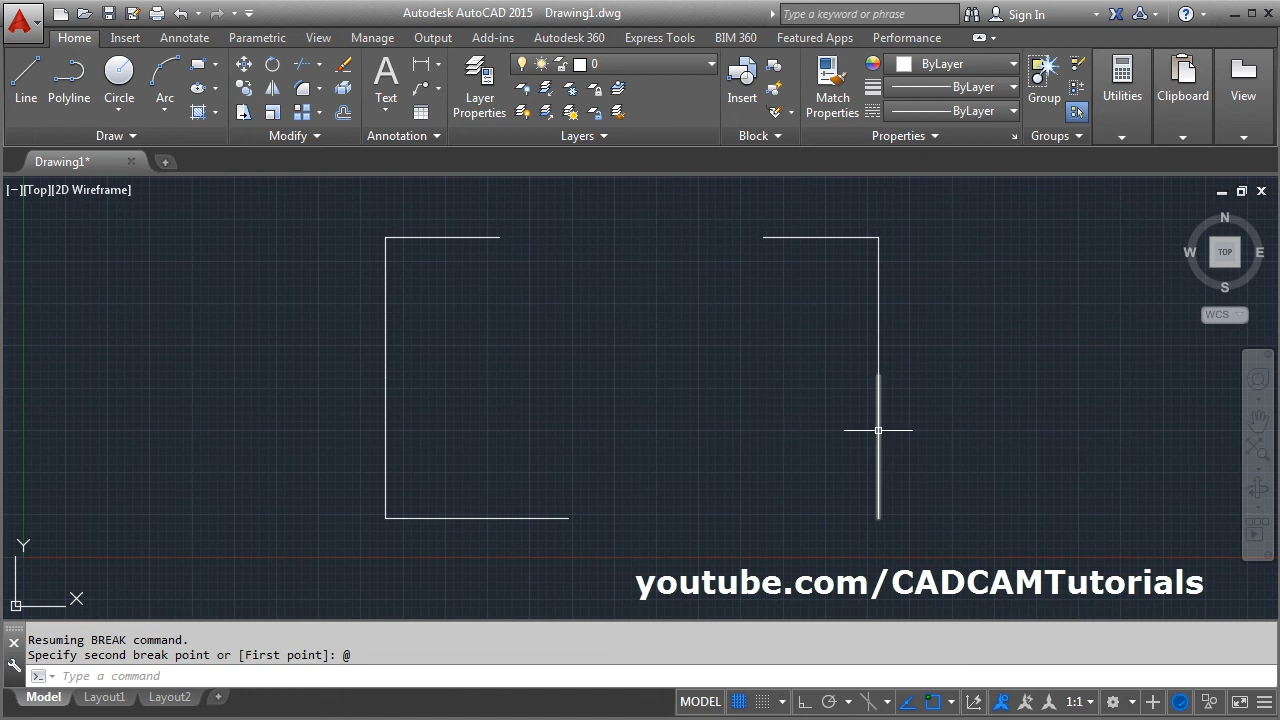 Autodesk AutoCAD 2015 Drawing1.dwg
Type a keyword or phrase
Sign In
Home Insert Annotate Parametric View Manage Output Add-ins Autodesk 360 Express Tools BIM 360 Featured Apps Performance
Line Polyline Circle Arc
Text
Layer Properties
0
Insert
Match Properties
ByLayer
ByLayer
ByLayer
Group
Utilities
Clipboard
View
Draw Modify Annotation Layers Block Properties Groups
Drawing1*
[−][Top][2D Wireframe]
N
W TOP E
S
WCS
Y
X
youtube.com/CADCAMTutorials
Resuming BREAK command.
Specify second break point or [First point]: @
Type a command
Model Layout1 Layout2
MODEL 1:1